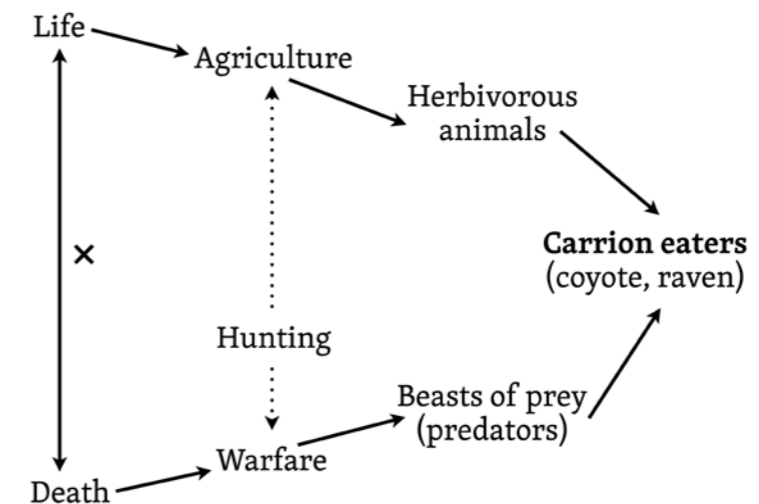 Life
Agriculture
Herbivorous
animals
Carrion eaters
(coyote, raven)
Hunting
Beasts of prey
(predators)
Warfare
Death